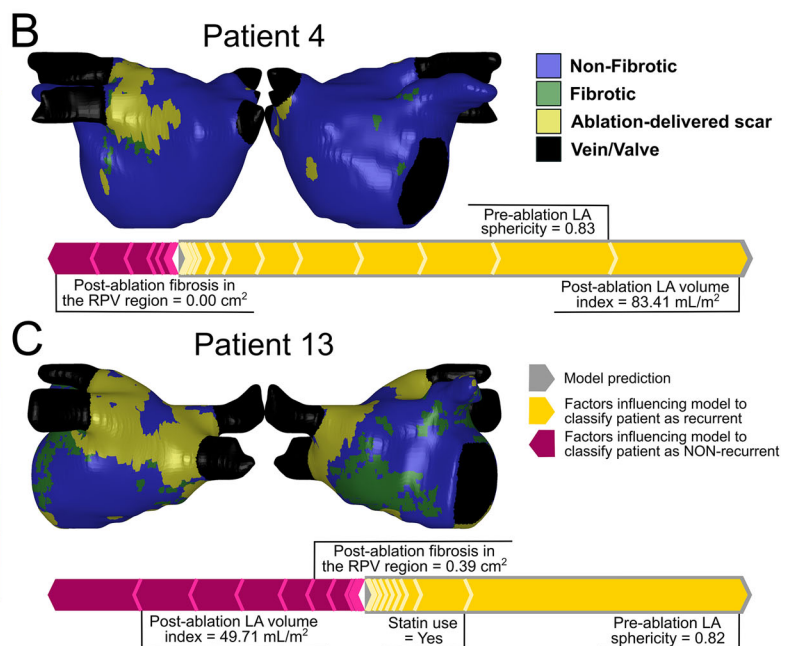 B
Patient 4
Non-Fibrotic
Fibrotic
Ablation-delivered scar
Vein/Valve
Pre-ablation LA
sphericity = 0.83
Post-ablation fibrosis in
the RPV region = 0.00 cm²
Post-ablation LA volume
index = 83.41 mL/m²
C
Patient 13
Model prediction
Factors influencing model to
classify patient as recurrent
Factors influencing model to
classify patient as NON-recurrent
Post-ablation fibrosis in
the RPV region = 0.39 cm²
Post-ablation LA volume
index = 49.71 mL/m²
Statin use
= Yes
Pre-ablation LA
sphericity = 0.82